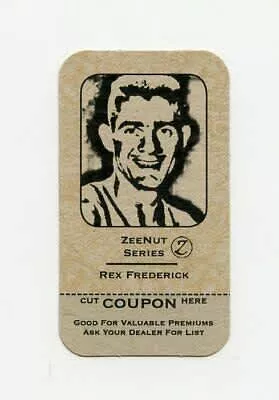 ZeeNut
Series Z
Rex Frederick
CUT COUPON HERE
Good For Valuable Premiums
Ask Your Dealer For List